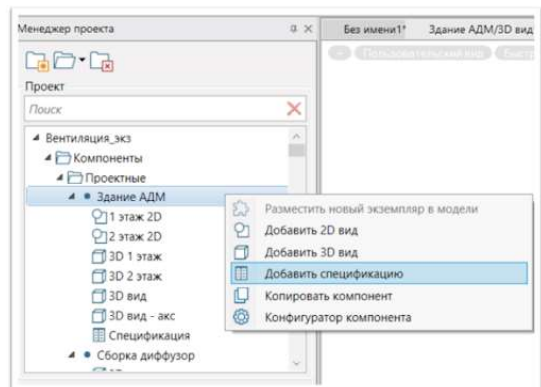 Менеджер проекта
Без имени1*
Здание АДМ/3D вид
Пользовательский вид
Проект
Поиск
Вентиляция_экз
Компоненты
Проектные
Здание АДМ
1 этаж 2D
2 этаж 2D
3D 1 этаж
3D 2 этаж
3D вид
3D вид - акс
Спецификация
Сборка диффузор
Разместить новый экземпляр в модели
Добавить 2D вид
Добавить 3D вид
Добавить спецификацию
Копировать компонент
Конфигуратор компонента